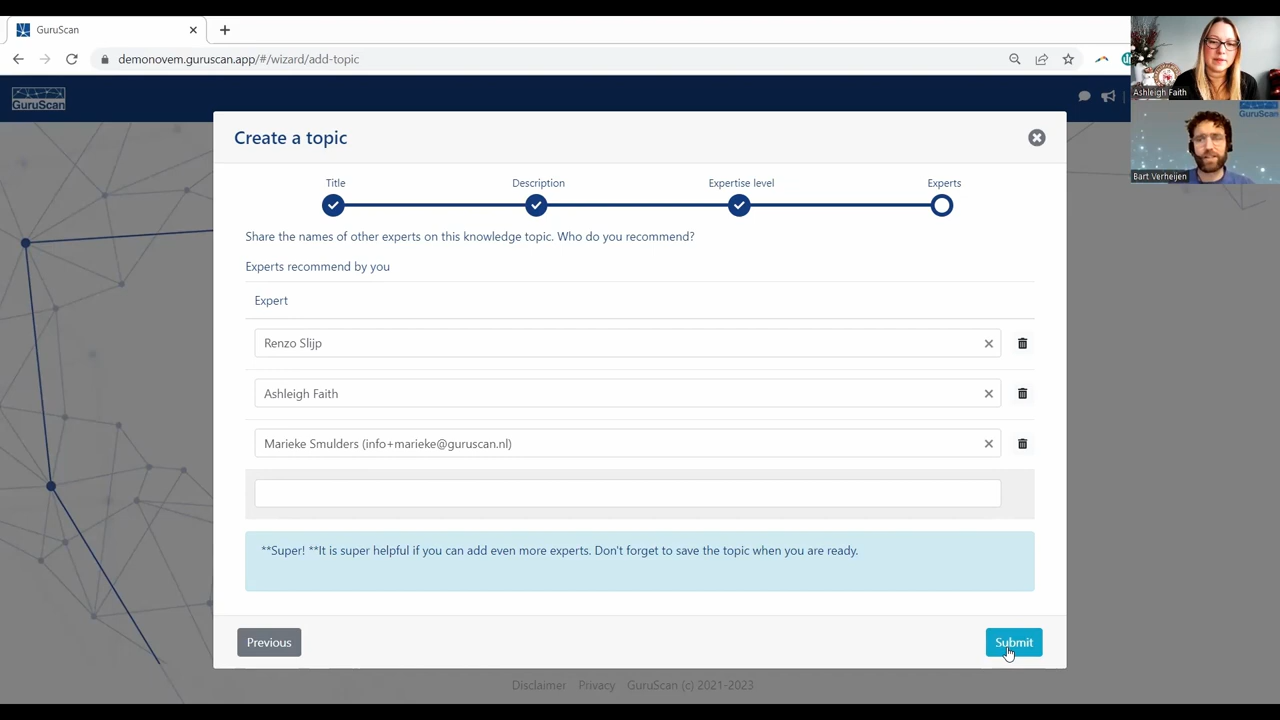 GuruScan
demonovem.guruscan.app/#/wizard/add-topic
GuruScan
Ashleigh Faith
GuruScan
Bart Verheijen
Create a topic
Title
Description
Expertise level
Experts
Share the names of other experts on this knowledge topic. Who do you recommend?
Experts recommend by you
Expert
Renzo Slijp
Ashleigh Faith
Marieke Smulders (info+marieke@guruscan.nl)
**Super! **It is super helpful if you can add even more experts. Don't forget to save the topic when you are ready.
Previous
Submit
Disclaimer Privacy GuruScan (c) 2021-2023